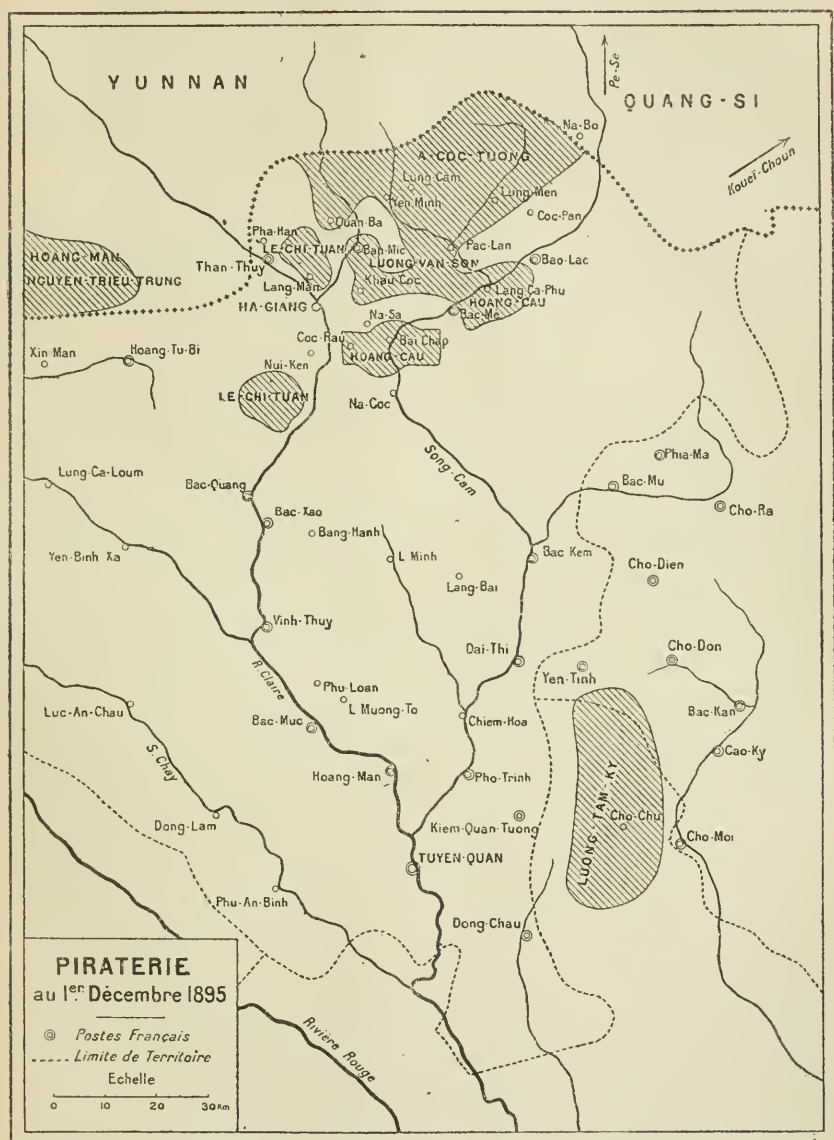 YUNNAN
Pe-Se
QUANG-SI
Na-Bo
A-COC-TUONG
Koueï-Choun
Lung-Cam
Yen Minh
Lung-Men
Coc-Pan
Quan-Ba
Pha-Han
LE-CHI-TUAN
Ban-Mic
Pac-Lan
HOANG-MAN
NGUYEN-TRIEU-TRUNG
Than-Thuy
LUONG-VAN-SON
Bao-Lac
Lang-Man
Khau-Coc
Lang-Ca-Phu
HA-GIANG
HOANG-CAU
Bac-Mê
Na-Sa
Coc-Rau
Bai Chap
HOANG-CAU
Xin Man
Hoang-Tu-Bi
Nui-Ken
LE-CHI-TUAN
Na-Coc
Song-Cam
Phia-Ma
Lung-Ca-Loum
Bac-Quang
Bac-Mu
Cho-Ra
Bac-Xao
Bang-Hanh
Yen-Binh Xa
L Minh
Bac Kem
Lang-Bai
Cho-Dien
Vinh-Thuy
Dai-Thi
Cho-Don
R. Claire
Yen-Tinh
Phu-Loan
L Muong-To
Luc-An-Chau
Bac-Muc
Chiem-Hoa
Bac-Kan
S. Chay
Cao-Ky
Hoang-Man
Pho-Trinh
LUONG-TAM-KY
Dong-Lam
Kiem-Quan-Tuong
Cho-Chu
Cho-Moi
TUYEN-QUAN
Phu-An-Binh
Dong-Chau
PIRATERIE
au 1er Décembre 1895
Postes Français
Limite de Territoire
Echelle
0 10 20 30Km
Rivière Rouge